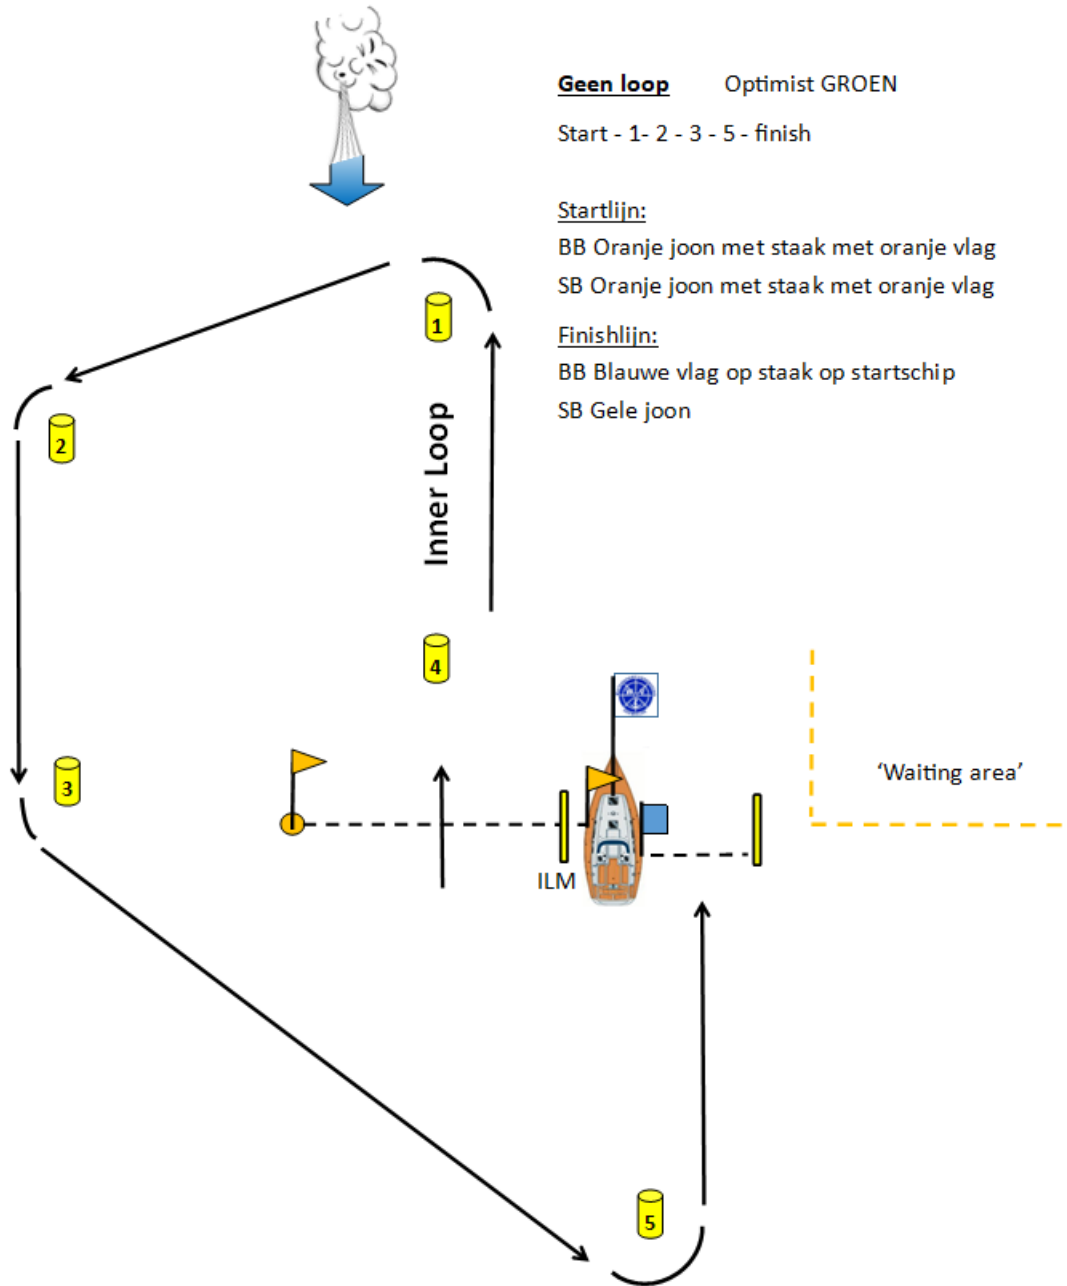 Geen loop Optimist GROEN
Start - 1- 2 - 3 - 5 - finish
Startlijn:
BB Oranje joon met staak met oranje vlag
SB Oranje joon met staak met oranje vlag
Finishlijn:
BB Blauwe vlag op staak op startschip
SB Gele joon
1
2
Inner Loop
4
3
'Waiting area'
ILM
5